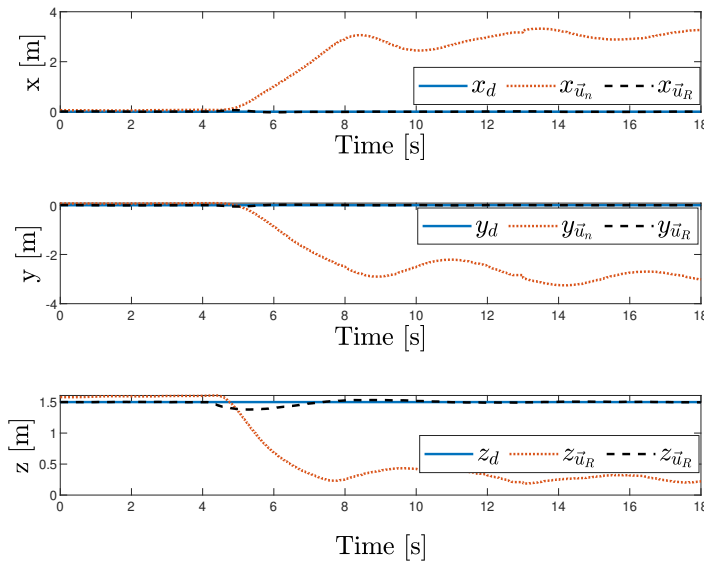 4
2
0
x [m]
x_d x_{\vec{u}_n} x_{\vec{u}_R}
0 2 4 6 8 10 12 14 16 18
Time [s]
0
-2
-4
y [m]
y_d y_{\vec{u}_n} y_{\vec{u}_R}
0 2 4 6 8 10 12 14 16 18
Time [s]
1.5
1
0.5
0
z [m]
z_d z_{\vec{u}_R} z_{\vec{u}_R}
0 2 4 6 8 10 12 14 16 18
Time [s]